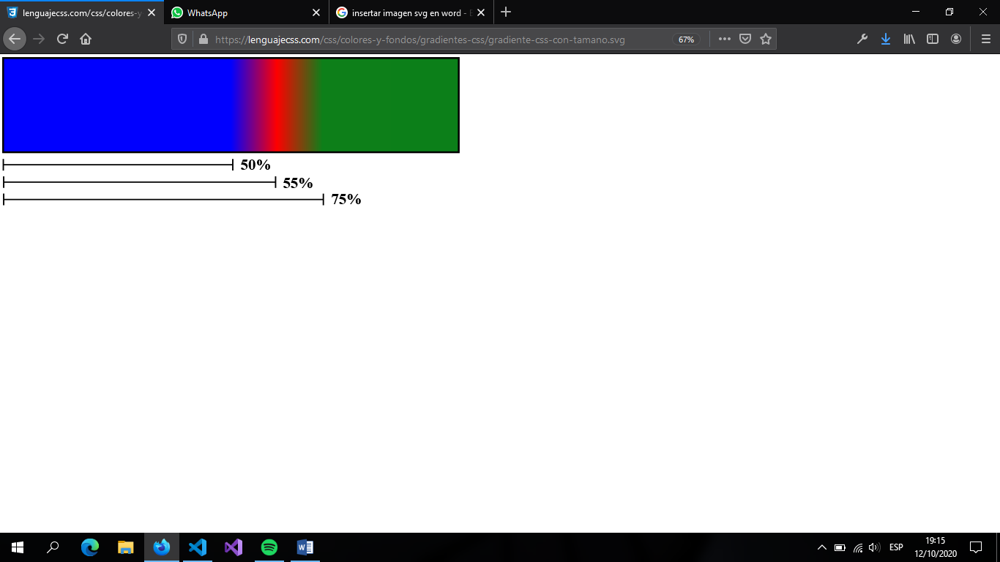 lenguajecss.com/css/colores-y
WhatsApp
insertar imagen svg en word - B
https://lenguajecss.com/css/colores-y-fondos/gradientes-css/gradiente-css-con-tamano.svg
67%
50%
55%
75%
ESP
19:15
12/10/2020